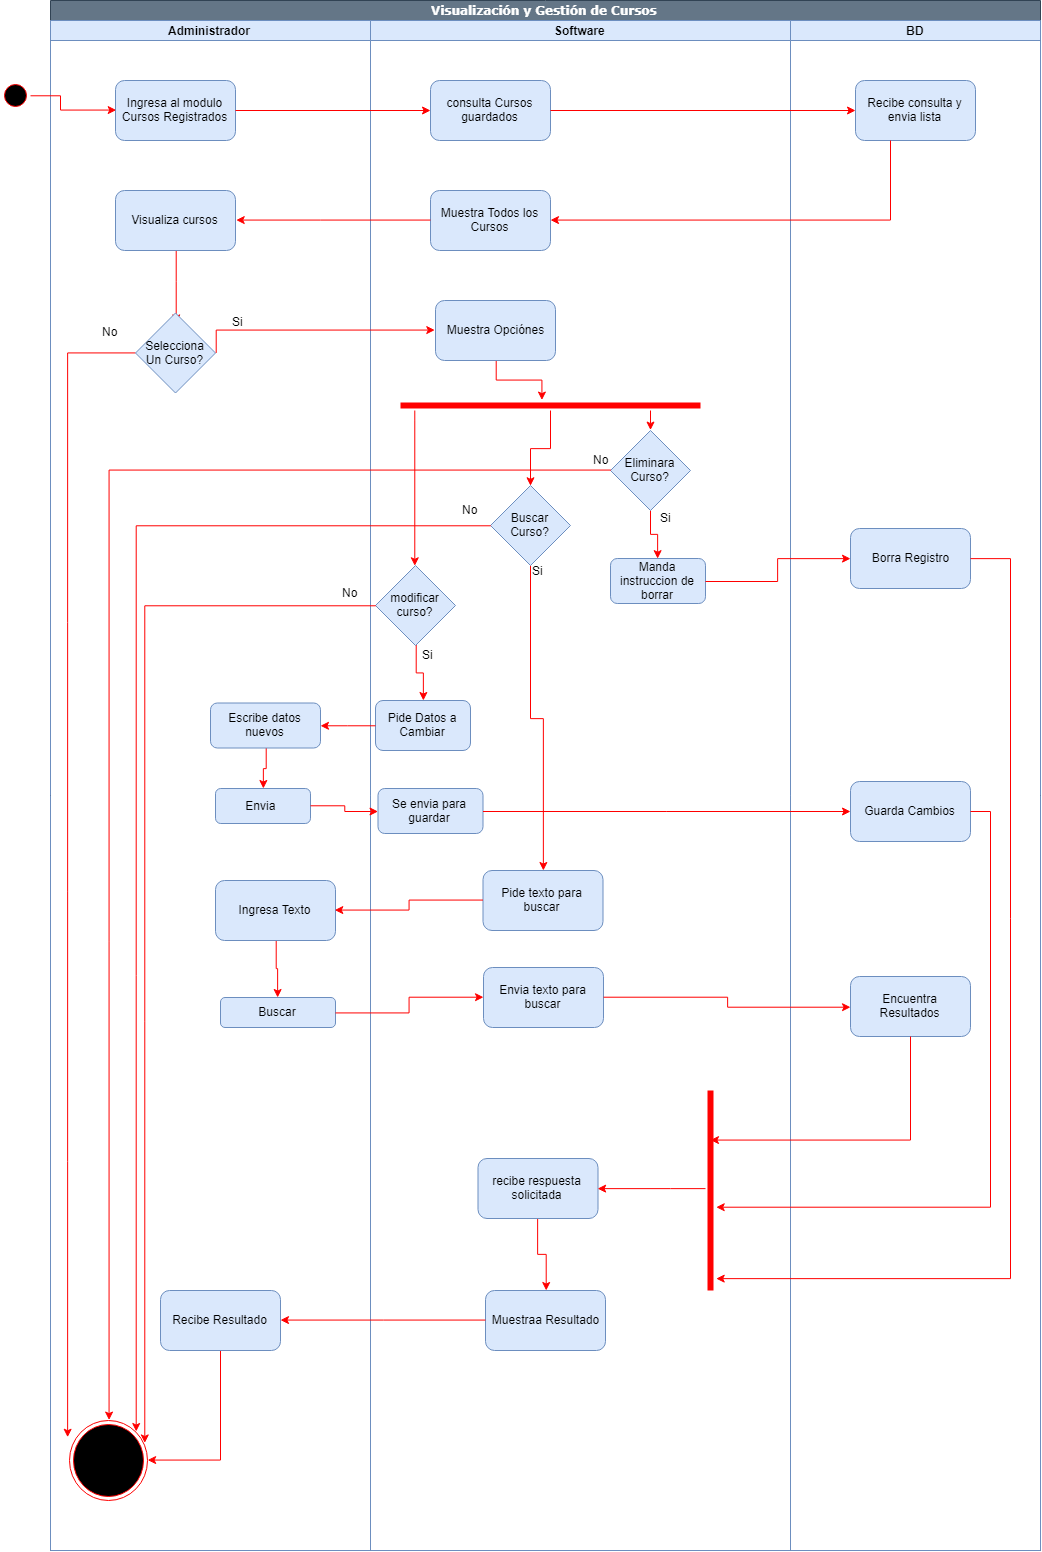 Visualización y Gestión de Cursos
Administrador
Software
BD
Ingresa al modulo
Cursos Registrados
consulta Cursos
guardados
Recibe consulta y
envia lista
Visualiza cursos
Muestra Todos los
Cursos
No
Selecciona
Un Curso?
Si
Muestra Opciónes
No
Eliminara
Curso?
Si
No
Buscar
Curso?
Si
Manda
instruccion de
borrar
Borra Registro
No
modificar
curso?
Si
Escribe datos
nuevos
Pide Datos a
Cambiar
Envia
Se envia para
guardar
Guarda Cambios
Ingresa Texto
Pide texto para
buscar
Buscar
Envia texto para
buscar
Encuentra
Resultados
recibe respuesta
solicitada
Recibe Resultado
Muestraa Resultado